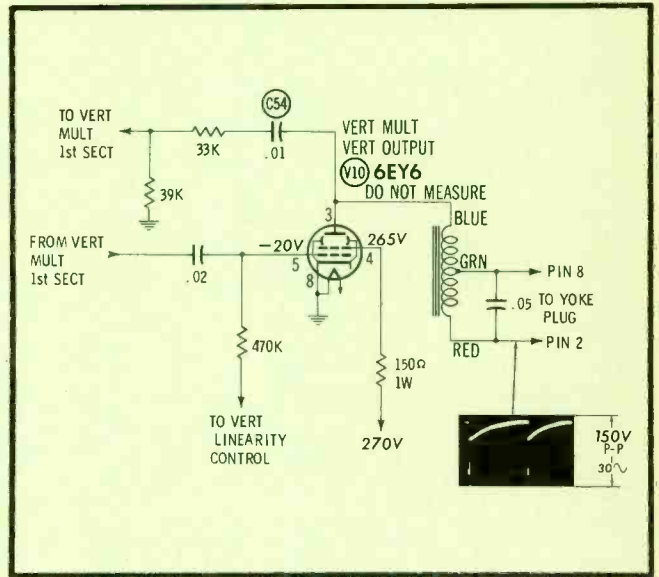 C54
TO VERT
MULT
1st SECT
33K
.01
VERT MULT
VERT OUTPUT
V10 6EY6
DO NOT MEASURE
39K
3
BLUE
FROM VERT
MULT
1st SECT
-20V
265V
GRN
PIN 8
.02
5
4
8
.05 TO YOKE
PLUG
RED
PIN 2
470K
150Ω
1W
TO VERT
LINEARITY
CONTROL
270V
150V
P-P
30∿